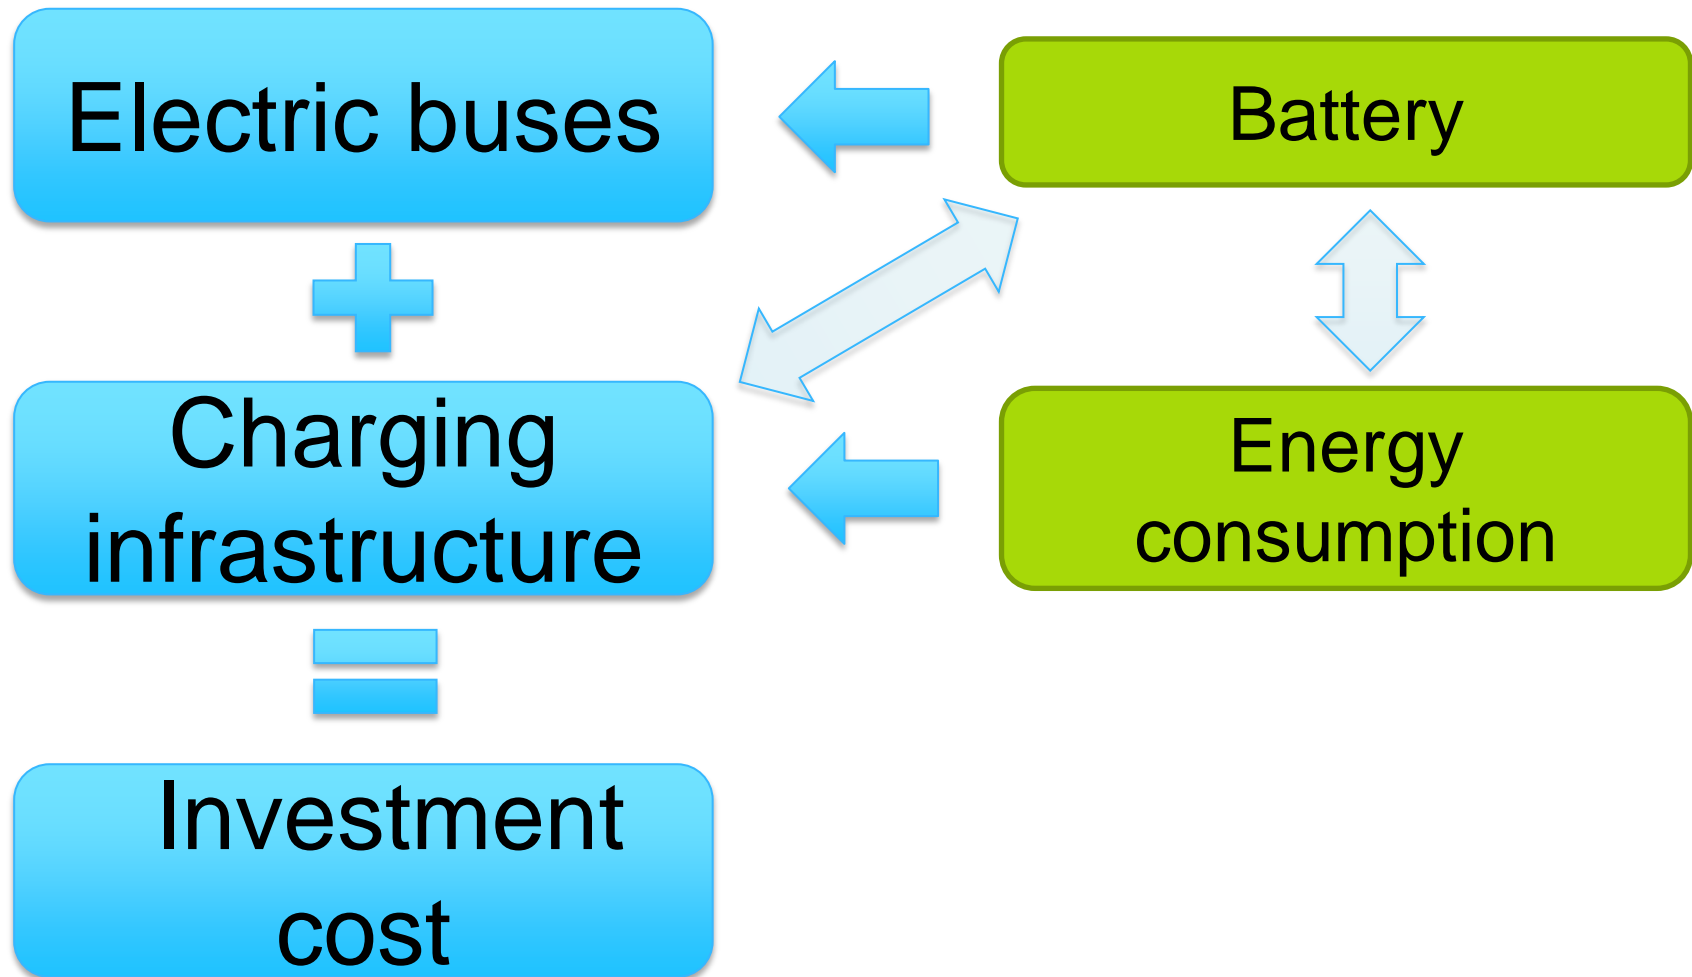 Electric buses
Battery
Charging
infrastructure
Energy
consumption
Investment
cost